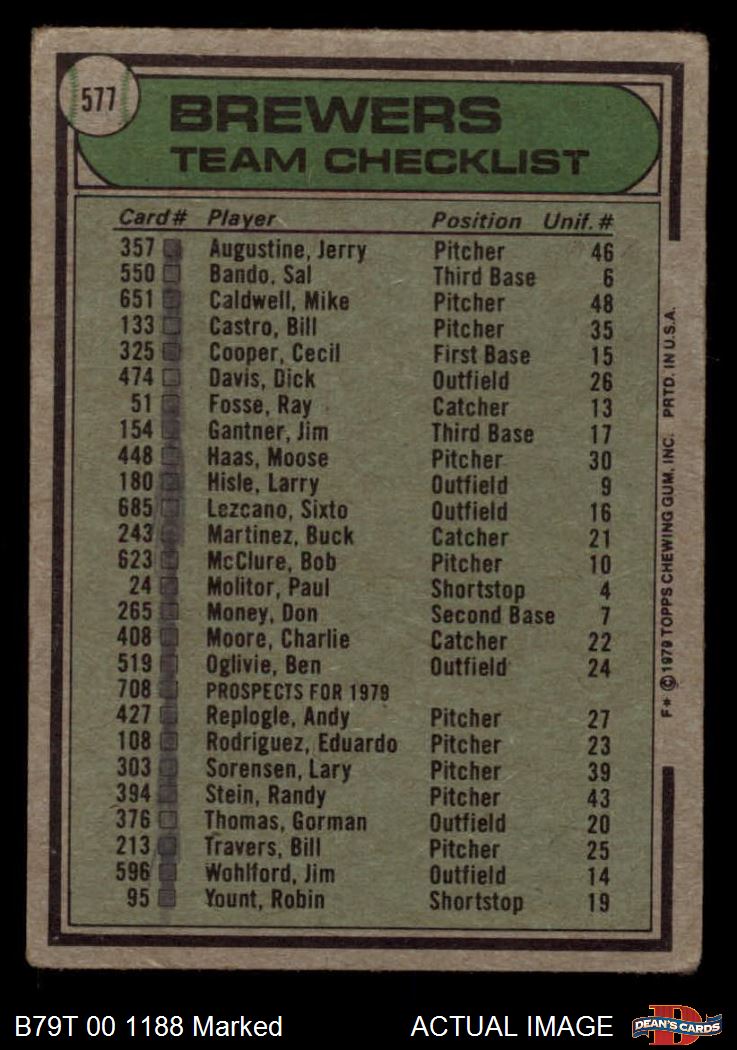 577
BREWERS
TEAM CHECKLIST
Card# Player Position Unif. #
357 Augustine, Jerry Pitcher 46
550 Bando, Sal Third Base 6
651 Caldwell, Mike Pitcher 48
133 Castro, Bill Pitcher 35
325 Cooper, Cecil First Base 15
474 Davis, Dick Outfield 26
51 Fosse, Ray Catcher 13
154 Gantner, Jim Third Base 17
448 Haas, Moose Pitcher 30
180 Hisle, Larry Outfield 9
685 Lezcano, Sixto Outfield 16
243 Martinez, Buck Catcher 21
623 McClure, Bob Pitcher 10
24 Molitor, Paul Shortstop 4
265 Money, Don Second Base 7
408 Moore, Charlie Catcher 22
519 Oglivie, Ben Outfield 24
708 PROSPECTS FOR 1979
427 Replogle, Andy Pitcher 27
108 Rodriguez, Eduardo Pitcher 23
303 Sorensen, Lary Pitcher 39
394 Stein, Randy Pitcher 43
376 Thomas, Gorman Outfield 20
213 Travers, Bill Pitcher 25
596 Wohlford, Jim Outfield 14
95 Yount, Robin Shortstop 19
F* © 1979 TOPPS CHEWING GUM, INC. PRTD. IN U.S.A.
B79T 00 1188 Marked ACTUAL IMAGE
D
DEAN'S CARDS